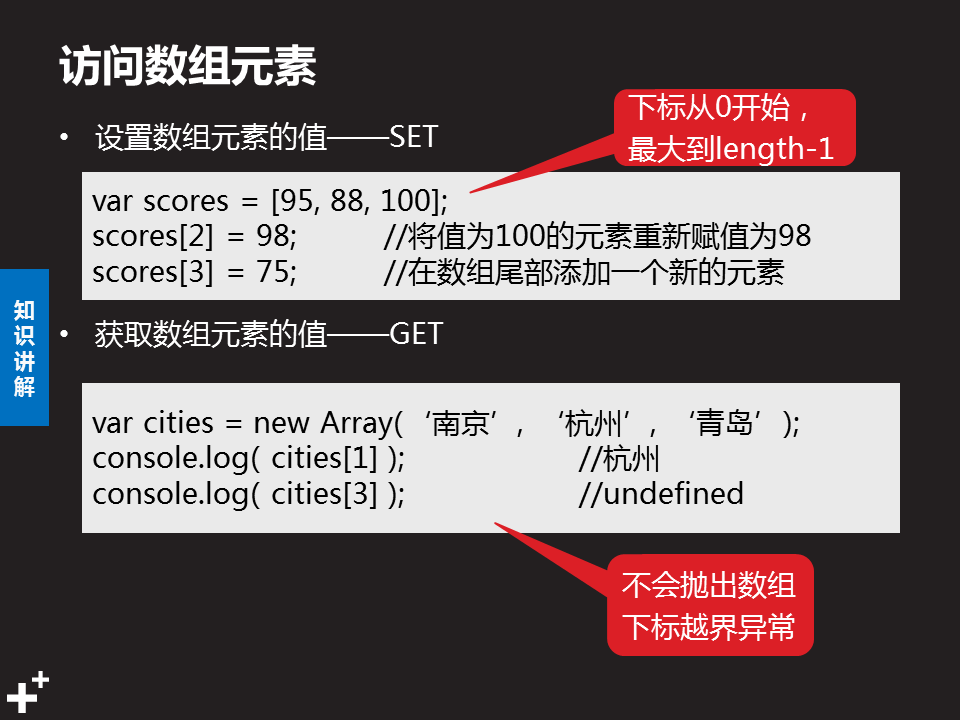 访问数组元素
• 设置数组元素的值——SET
下标从0开始，
最大到length-1
var scores = [95, 88, 100];
scores[2] = 98; //将值为100的元素重新赋值为98
scores[3] = 75; //在数组尾部添加一个新的元素
知
识
讲
解
• 获取数组元素的值——GET
var cities = new Array(‘南京’,‘杭州’,‘青岛’);
console.log( cities[1] ); //杭州
console.log( cities[3] ); //undefined
不会抛出数组
下标越界异常